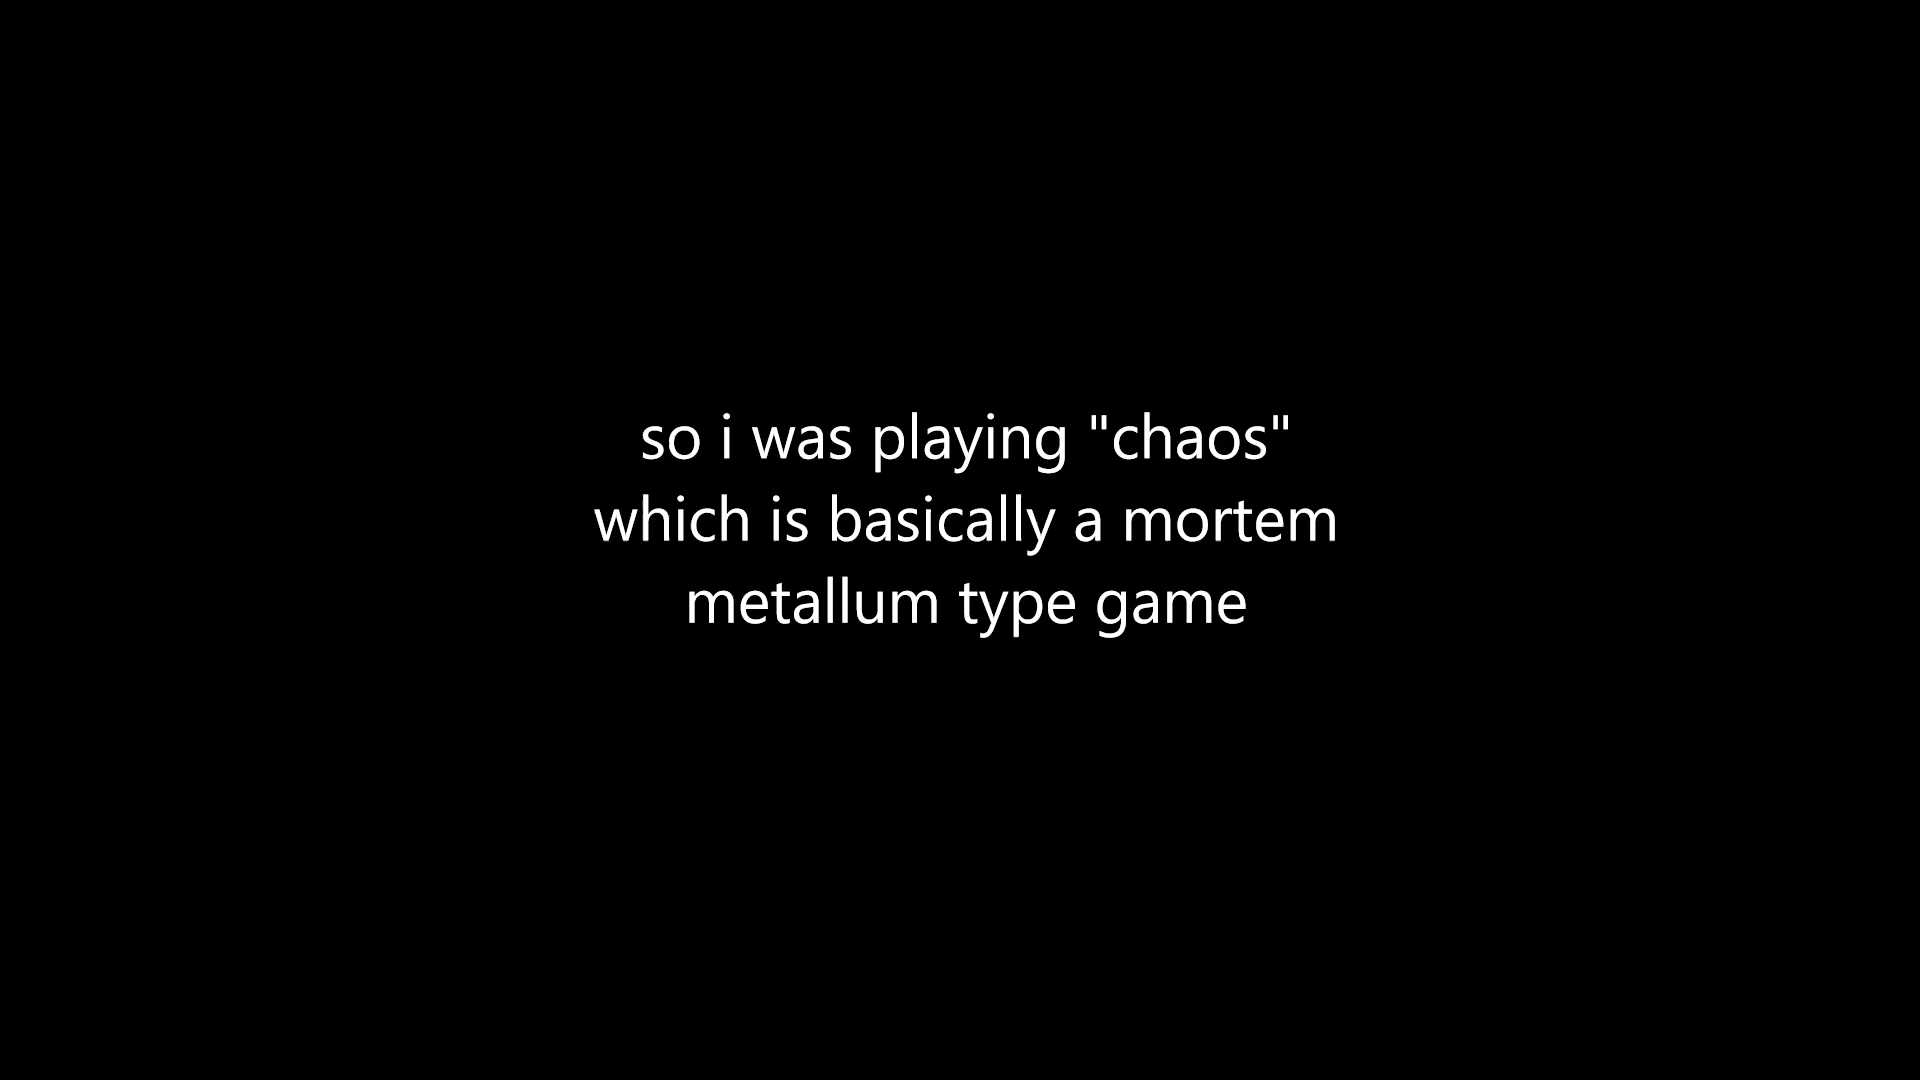 so i was playing "chaos"
which is basically a mortem
metallum type game